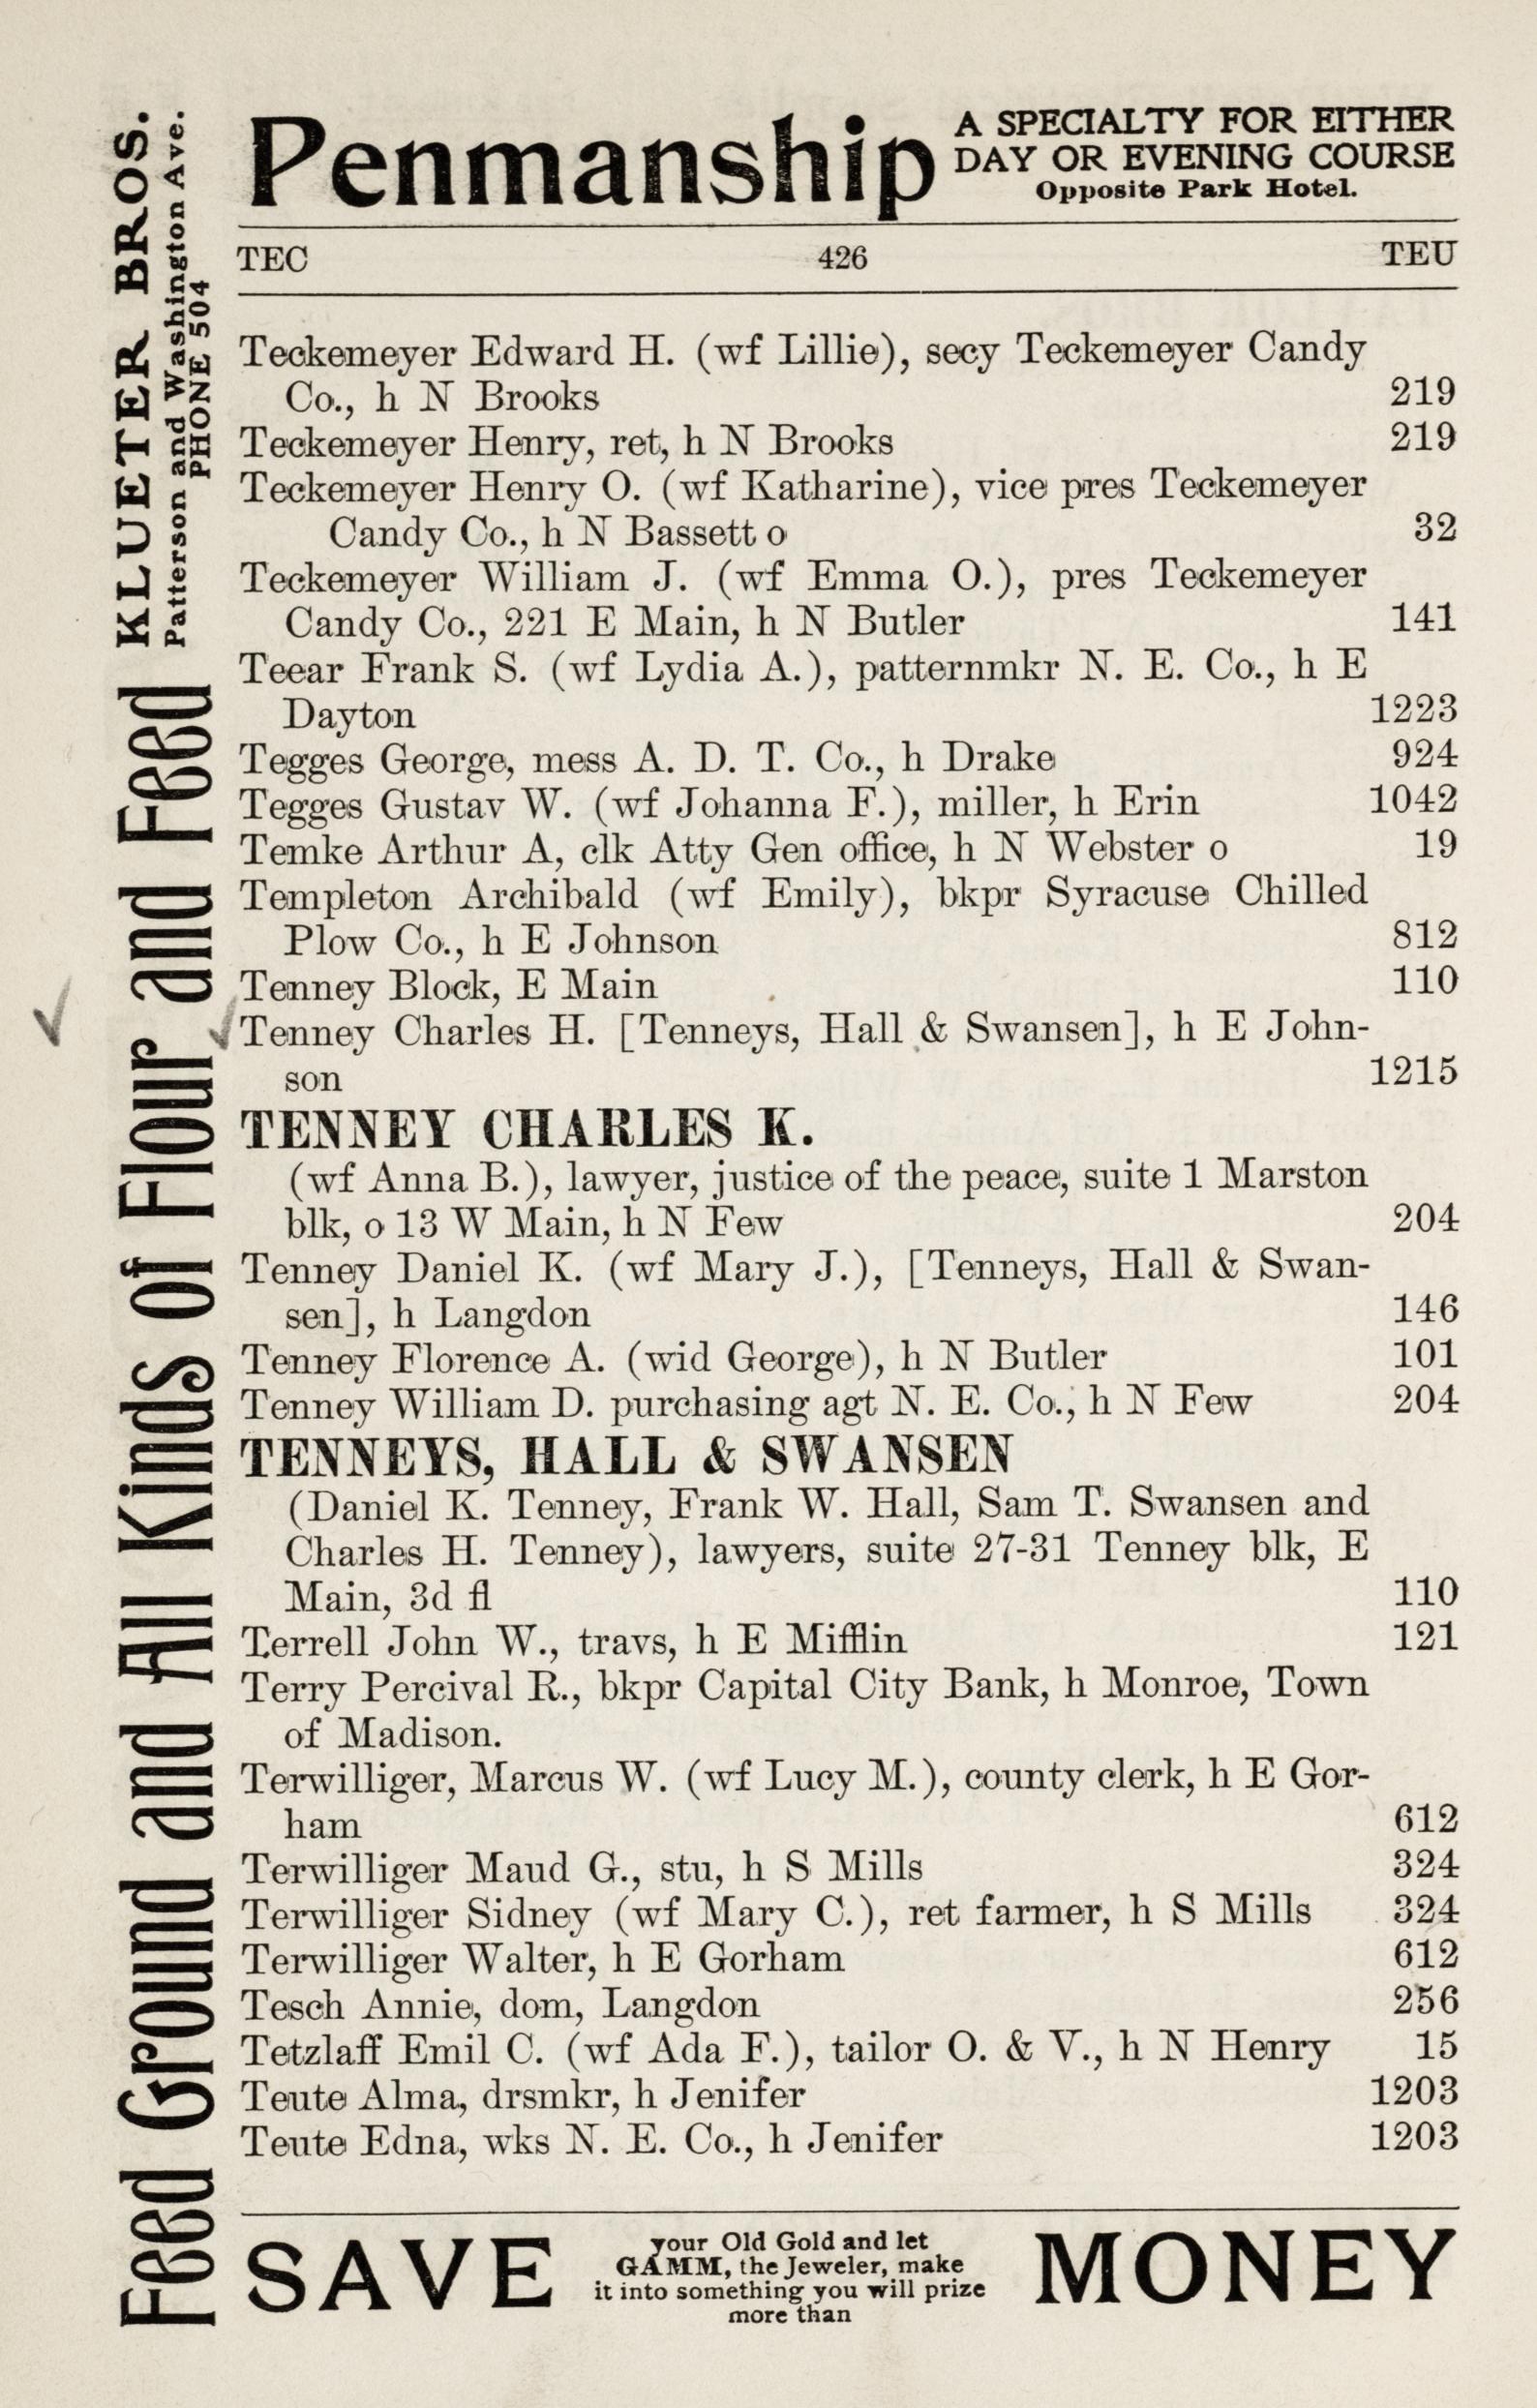 Penmanship
A SPECIALTY FOR EITHER
DAY OR EVENING COURSE
Opposite Park Hotel.
TEC 426 TEU
Teckemeyer Edward H. (wf Lillie), secy Teckemeyer Candy
Co., h N Brooks 219
Teckemeyer Henry, ret, h N Brooks 219
Teckemeyer Henry O. (wf Katharine), vice pres Teckemeyer
Candy Co., h N Bassett o 32
Teckemeyer William J. (wf Emma O.), pres Teckemeyer
Candy Co., 221 E Main, h N Butler 141
Teear Frank S. (wf Lydia A.), patternmkr N. E. Co., h E
Dayton 1223
Tegges George, mess A. D. T. Co., h Drake 924
Tegges Gustav W. (wf Johanna F.), miller, h Erin 1042
Temke Arthur A, clk Atty Gen office, h N Webster o 19
Templeton Archibald (wf Emily), bkpr Syracuse Chilled
Plow Co., h E Johnson 812
Tenney Block, E Main 110
Tenney Charles H. [Tenneys, Hall & Swansen], h E John-
son 1215
TENNEY CHARLES K.
(wf Anna B.), lawyer, justice of the peace, suite 1 Marston
blk, o 13 W Main, h N Few 204
Tenney Daniel K. (wf Mary J.), [Tenneys, Hall & Swan-
sen], h Langdon 146
Tenney Florence A. (wid George), h N Butler 101
Tenney William D. purchasing agt N. E. Co., h N Few 204
TENNEYS, HALL & SWANSEN
(Daniel K. Tenney, Frank W. Hall, Sam T. Swansen and
Charles H. Tenney), lawyers, suite 27-31 Tenney blk, E
Main, 3d fl 110
Terrell John W., travs, h E Mifflin 121
Terry Percival R., bkpr Capital City Bank, h Monroe, Town
of Madison.
Terwilliger, Marcus W. (wf Lucy M.), county clerk, h E Gor-
ham 612
Terwilliger Maud G., stu, h S Mills 324
Terwilliger Sidney (wf Mary C.), ret farmer, h S Mills 324
Terwilliger Walter, h E Gorham 612
Tesch Annie, dom, Langdon 256
Tetzlaff Emil C. (wf Ada F.), tailor O. & V., h N Henry 15
Teute Alma, drsmkr, h Jenifer 1203
Teute Edna, wks N. E. Co., h Jenifer 1203
SAVE
your Old Gold and let
GAMM, the Jeweler, make
it into something you will prize
more than
MONEY
Feed Ground and All Kinds of Flour and Feed
KLUETER BROS.
Patterson and Washington Ave.
PHONE 504